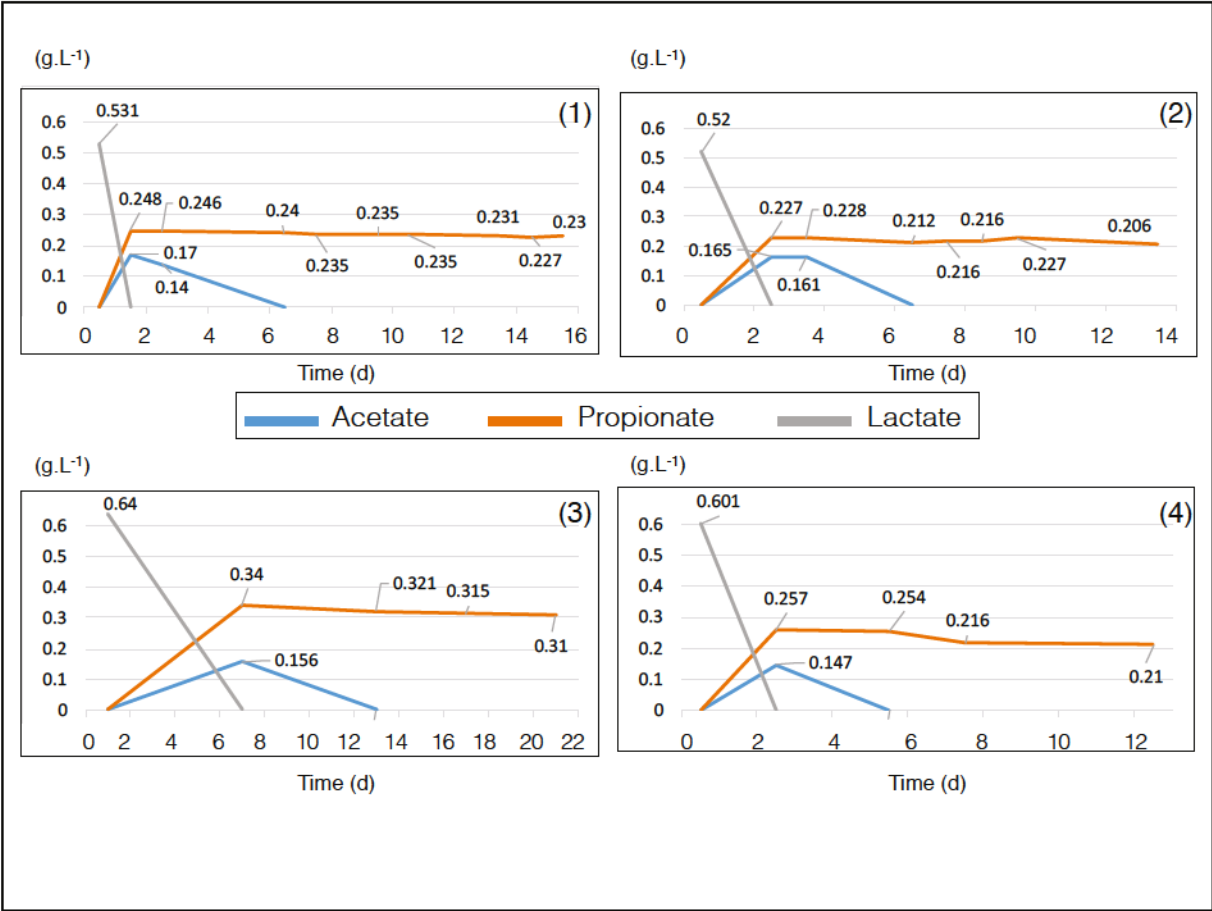 (g.L⁻¹) (g.L⁻¹)
(1)
0.531
0.6
0.5
0.4
0.3
0.2
0.1
0
0.248 0.246 0.24 0.235 0.231 0.23
0.17
0.14
0.235 0.235 0.227
0 2 4 6 8 10 12 14 16
Time (d)
(2)
0.52
0.6
0.5
0.4
0.3
0.2
0.1
0
0.227 0.228 0.212 0.216 0.206
0.165
0.161
0.216 0.227
0 2 4 6 8 10 12 14
Time (d)
Acetate Propionate Lactate
(g.L⁻¹) (g.L⁻¹)
(3)
0.64
0.6
0.5
0.4
0.3
0.2
0.1
0
0.34 0.321 0.315
0.31
0.156
0 2 4 6 8 10 12 14 16 18 20 22
Time (d)
(4)
0.601
0.6
0.5
0.4
0.3
0.2
0.1
0
0.257 0.254 0.216
0.21
0.147
0 2 4 6 8 10 12
Time (d)